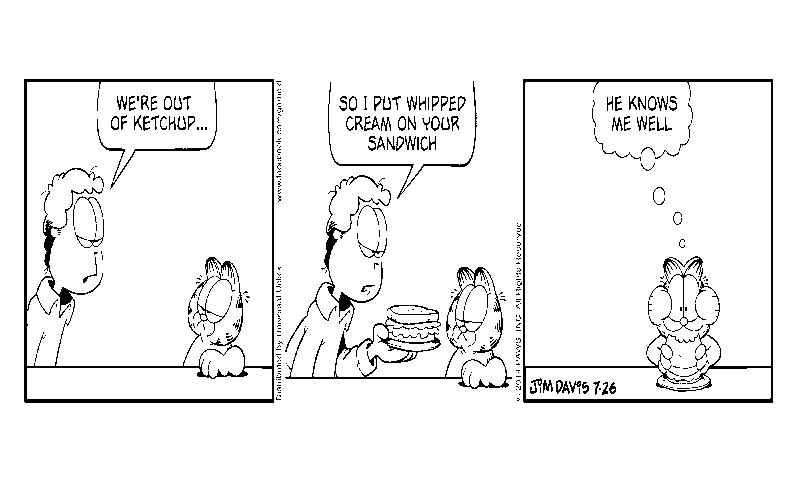 WE'RE OUT
OF KETCHUP...
SO I PUT WHIPPED
CREAM ON YOUR
SANDWICH
HE KNOWS
ME WELL
JIM DAVIS 7·26